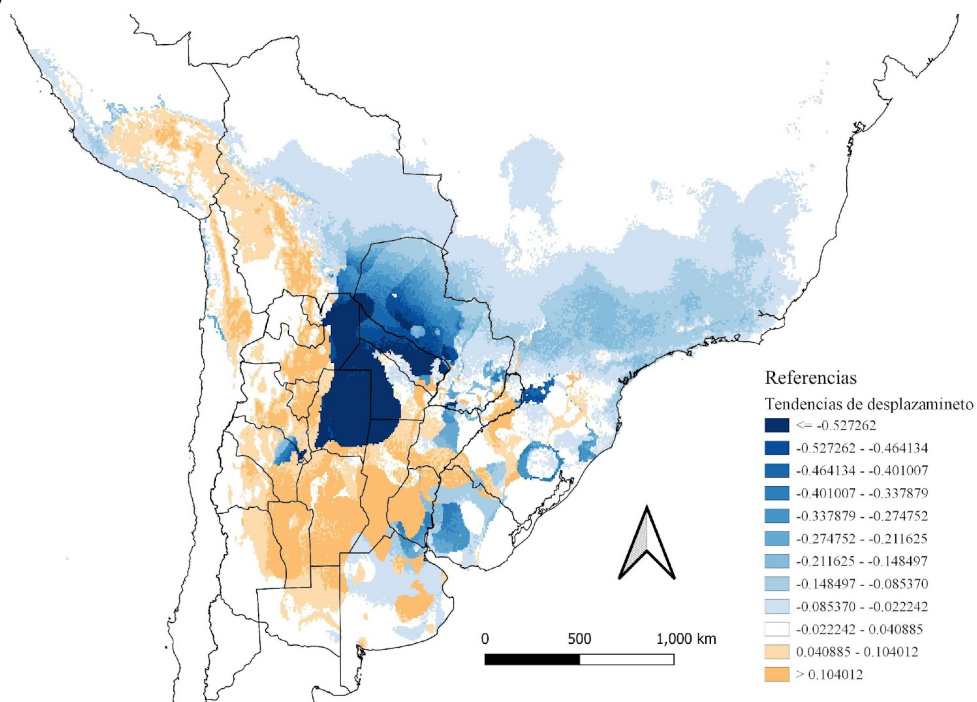 Referencias
Tendencias de desplazamineto
<= -0.527262
-0.527262 - -0.464134
-0.464134 - -0.401007
-0.401007 - -0.337879
-0.337879 - -0.274752
-0.274752 - -0.211625
-0.211625 - -0.148497
-0.148497 - -0.085370
-0.085370 - -0.022242
-0.022242 - 0.040885
0.040885 - 0.104012
> 0.104012
0 500 1,000 km